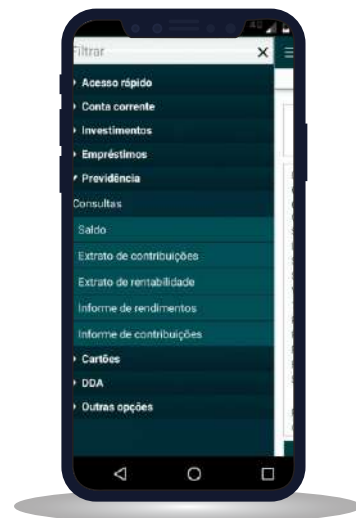 4G
Filtrar
Acesso rápido
Conta corrente
Investimentos
Empréstimos
Previdência
Consultas
Saldo
Extrato de contribuições
Extrato de rentabilidade
Informe de rendimentos
Informe de contribuições
Cartões
DDA
Outras opções